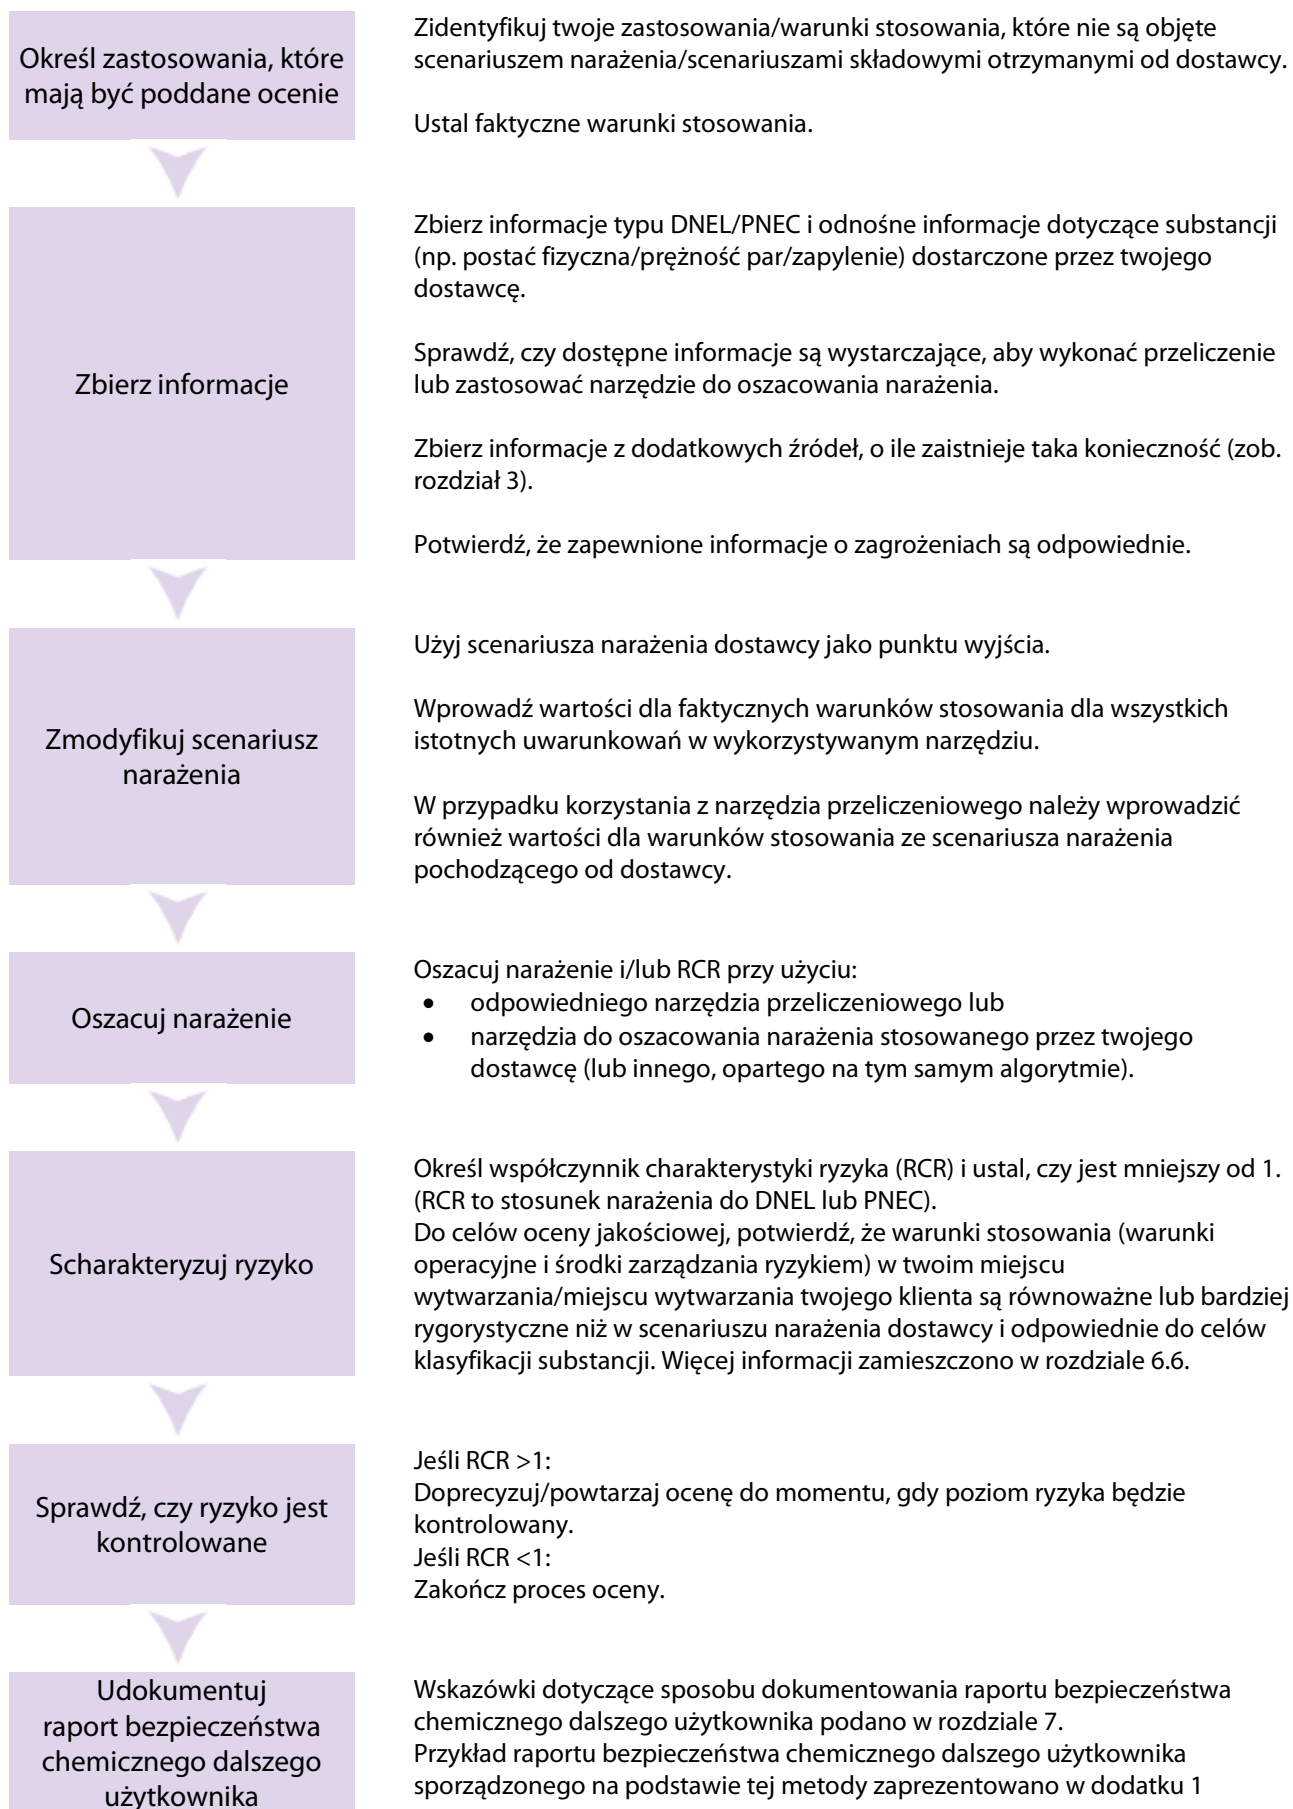 Określ zastosowania, które
mają być poddane ocenie
Zidentyfikuj twoje zastosowania/warunki stosowania, które nie są objęte
scenariuszem narażenia/scenariuszami składowymi otrzymanymi od dostawcy.
Ustal faktyczne warunki stosowania.
Zbierz informacje
Zbierz informacje typu DNEL/PNEC i odnośne informacje dotyczące substancji
(np. postać fizyczna/prężność par/zapylenie) dostarczone przez twojego
dostawcę.
Sprawdź, czy dostępne informacje są wystarczające, aby wykonać przeliczenie
lub zastosować narzędzie do oszacowania narażenia.
Zbierz informacje z dodatkowych źródeł, o ile zaistnieje taka konieczność (zob.
rozdział 3).
Potwierdź, że zapewnione informacje o zagrożeniach są odpowiednie.
Zmodyfikuj scenariusz
narażenia
Użyj scenariusza narażenia dostawcy jako punktu wyjścia.
Wprowadź wartości dla faktycznych warunków stosowania dla wszystkich
istotnych uwarunkowań w wykorzystywanym narzędziu.
W przypadku korzystania z narzędzia przeliczeniowego należy wprowadzić
również wartości dla warunków stosowania ze scenariusza narażenia
pochodzącego od dostawcy.
Oszacuj narażenie
Oszacuj narażenie i/lub RCR przy użyciu:
• odpowiedniego narzędzia przeliczeniowego lub
• narzędzia do oszacowania narażenia stosowanego przez twojego
dostawcę (lub innego, opartego na tym samym algorytmie).
Scharakteryzuj ryzyko
Określ współczynnik charakterystyki ryzyka (RCR) i ustal, czy jest mniejszy od 1.
(RCR to stosunek narażenia do DNEL lub PNEC).
Do celów oceny jakościowej, potwierdź, że warunki stosowania (warunki
operacyjne i środki zarządzania ryzykiem) w twoim miejscu
wytwarzania/miejscu wytwarzania twojego klienta są równoważne lub bardziej
rygorystyczne niż w scenariuszu narażenia dostawcy i odpowiednie do celów
klasyfikacji substancji. Więcej informacji zamieszczono w rozdziale 6.6.
Sprawdź, czy ryzyko jest
kontrolowane
Jeśli RCR >1:
Doprecyzuj/powtarzaj ocenę do momentu, gdy poziom ryzyka będzie
kontrolowany.
Jeśli RCR <1:
Zakończ proces oceny.
Udokumentuj
raport bezpieczeństwa
chemicznego dalszego
użytkownika
Wskazówki dotyczące sposobu dokumentowania raportu bezpieczeństwa
chemicznego dalszego użytkownika podano w rozdziale 7.
Przykład raportu bezpieczeństwa chemicznego dalszego użytkownika
sporządzonego na podstawie tej metody zaprezentowano w dodatku 1